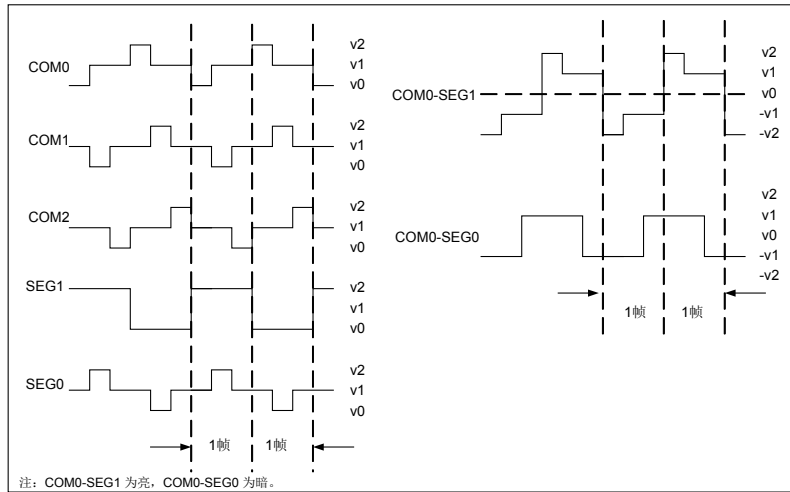 COM0
v2
v1
v0
COM1
v2
v1
v0
COM2
v2
v1
v0
SEG1
v2
v1
v0
SEG0
v2
v1
v0
1帧
1帧
COM0-SEG1
v2
v1
v0
-v1
-v2
COM0-SEG0
v2
v1
v0
-v1
-v2
1帧
1帧
注：COM0-SEG1 为亮，COM0-SEG0 为暗。